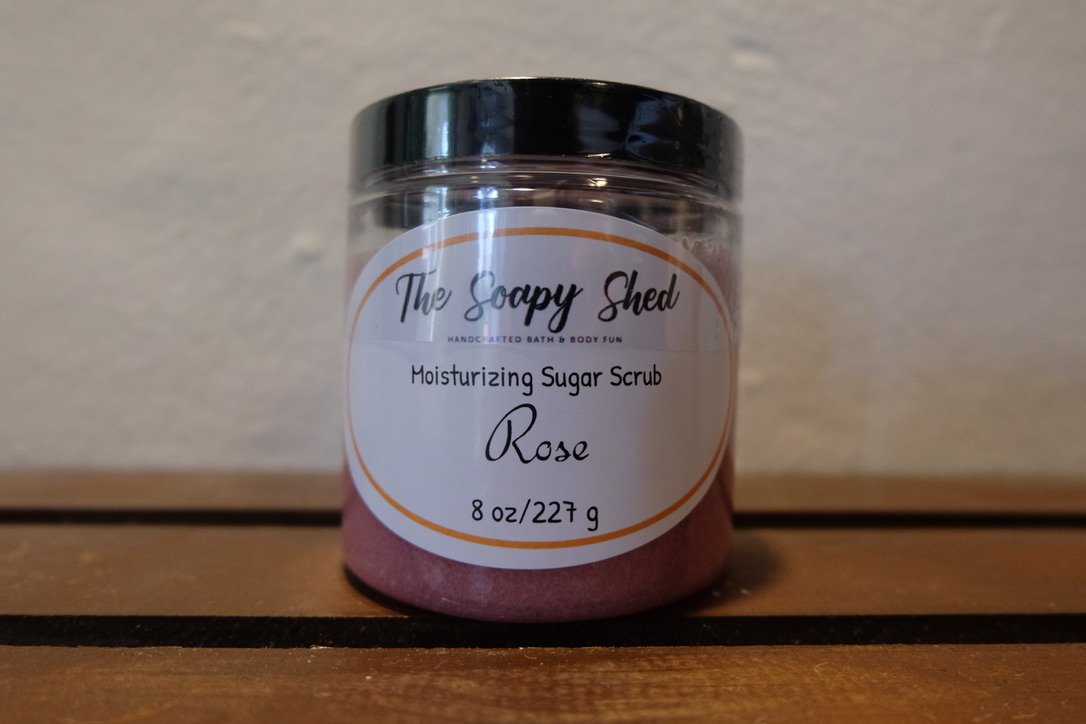 The Soapy Shed
HANDCRAFTED BATH & BODY FUN
Moisturizing Sugar Scrub
Rose
8 oz/227 g